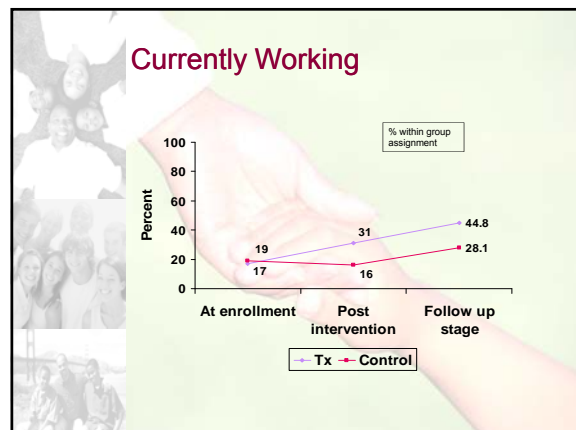 Currently Working
% within group
assignment
Percent
100
80
60
40
20
0
19
17
31
16
44.8
28.1
At enrollment
Post
intervention
Follow up
stage
Tx
Control